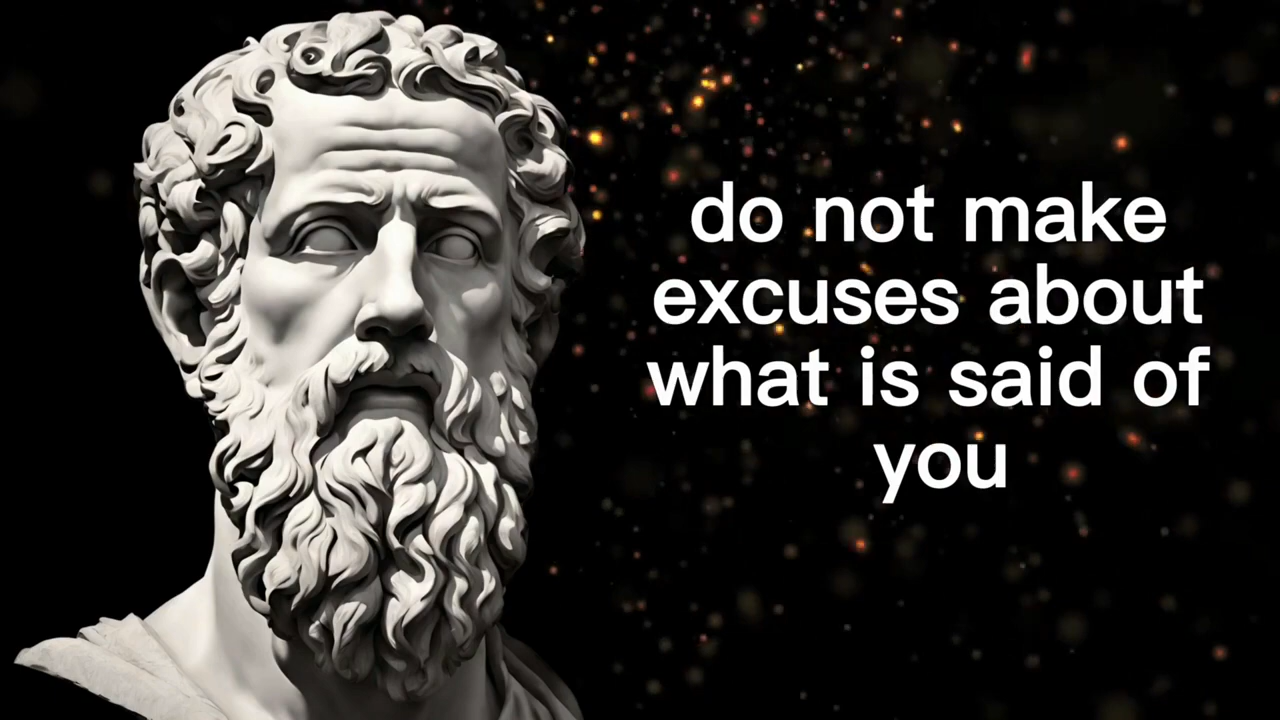 do not make
excuses about
what is said of
you